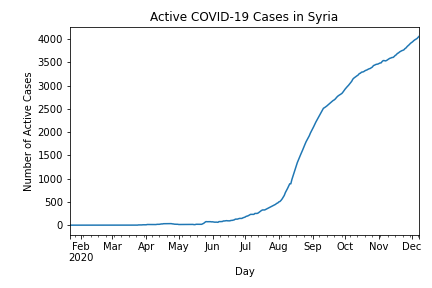 Active COVID-19 Cases in Syria
Number of Active Cases
4000
3500
3000
2500
2000
1500
1000
500
0
Feb Mar Apr May Jun Jul Aug Sep Oct Nov Dec
2020
Day